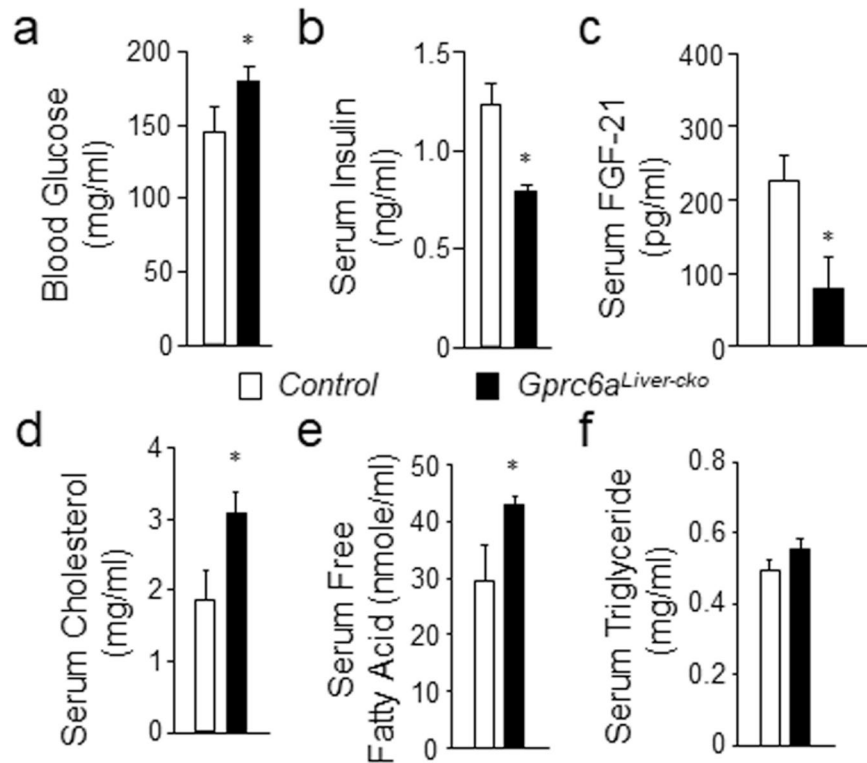 a
Blood Glucose
(mg/ml)
200
150
100
50
0
*
b
Serum Insulin
(ng/ml)
1.5
1.0
0.5
0
*
c
Serum FGF-21
(pg/ml)
400
300
200
100
0
*
Control
Gprc6a^Liver-cko
d
Serum Cholesterol
(mg/ml)
4
3
2
1
0
*
e
Serum Free
Fatty Acid (nmole/ml)
50
40
30
20
10
0
*
f
Serum Triglyceride
(mg/ml)
0.8
0.6
0.4
0.2
0